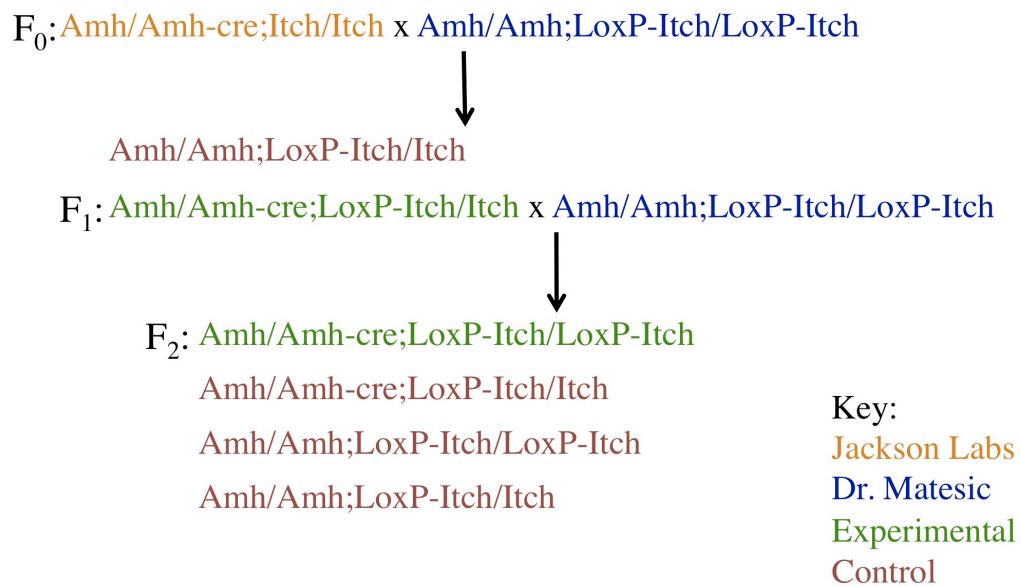 F0:Amh/Amh-cre;Itch/Itch x Amh/Amh;LoxP-Itch/LoxP-Itch
Amh/Amh;LoxP-Itch/Itch
F1:Amh/Amh-cre;LoxP-Itch/Itch x Amh/Amh;LoxP-Itch/LoxP-Itch
F2: Amh/Amh-cre;LoxP-Itch/LoxP-Itch
Amh/Amh-cre;LoxP-Itch/Itch
Amh/Amh;LoxP-Itch/LoxP-Itch
Amh/Amh;LoxP-Itch/Itch
Key:
Jackson Labs
Dr. Matesic
Experimental
Control